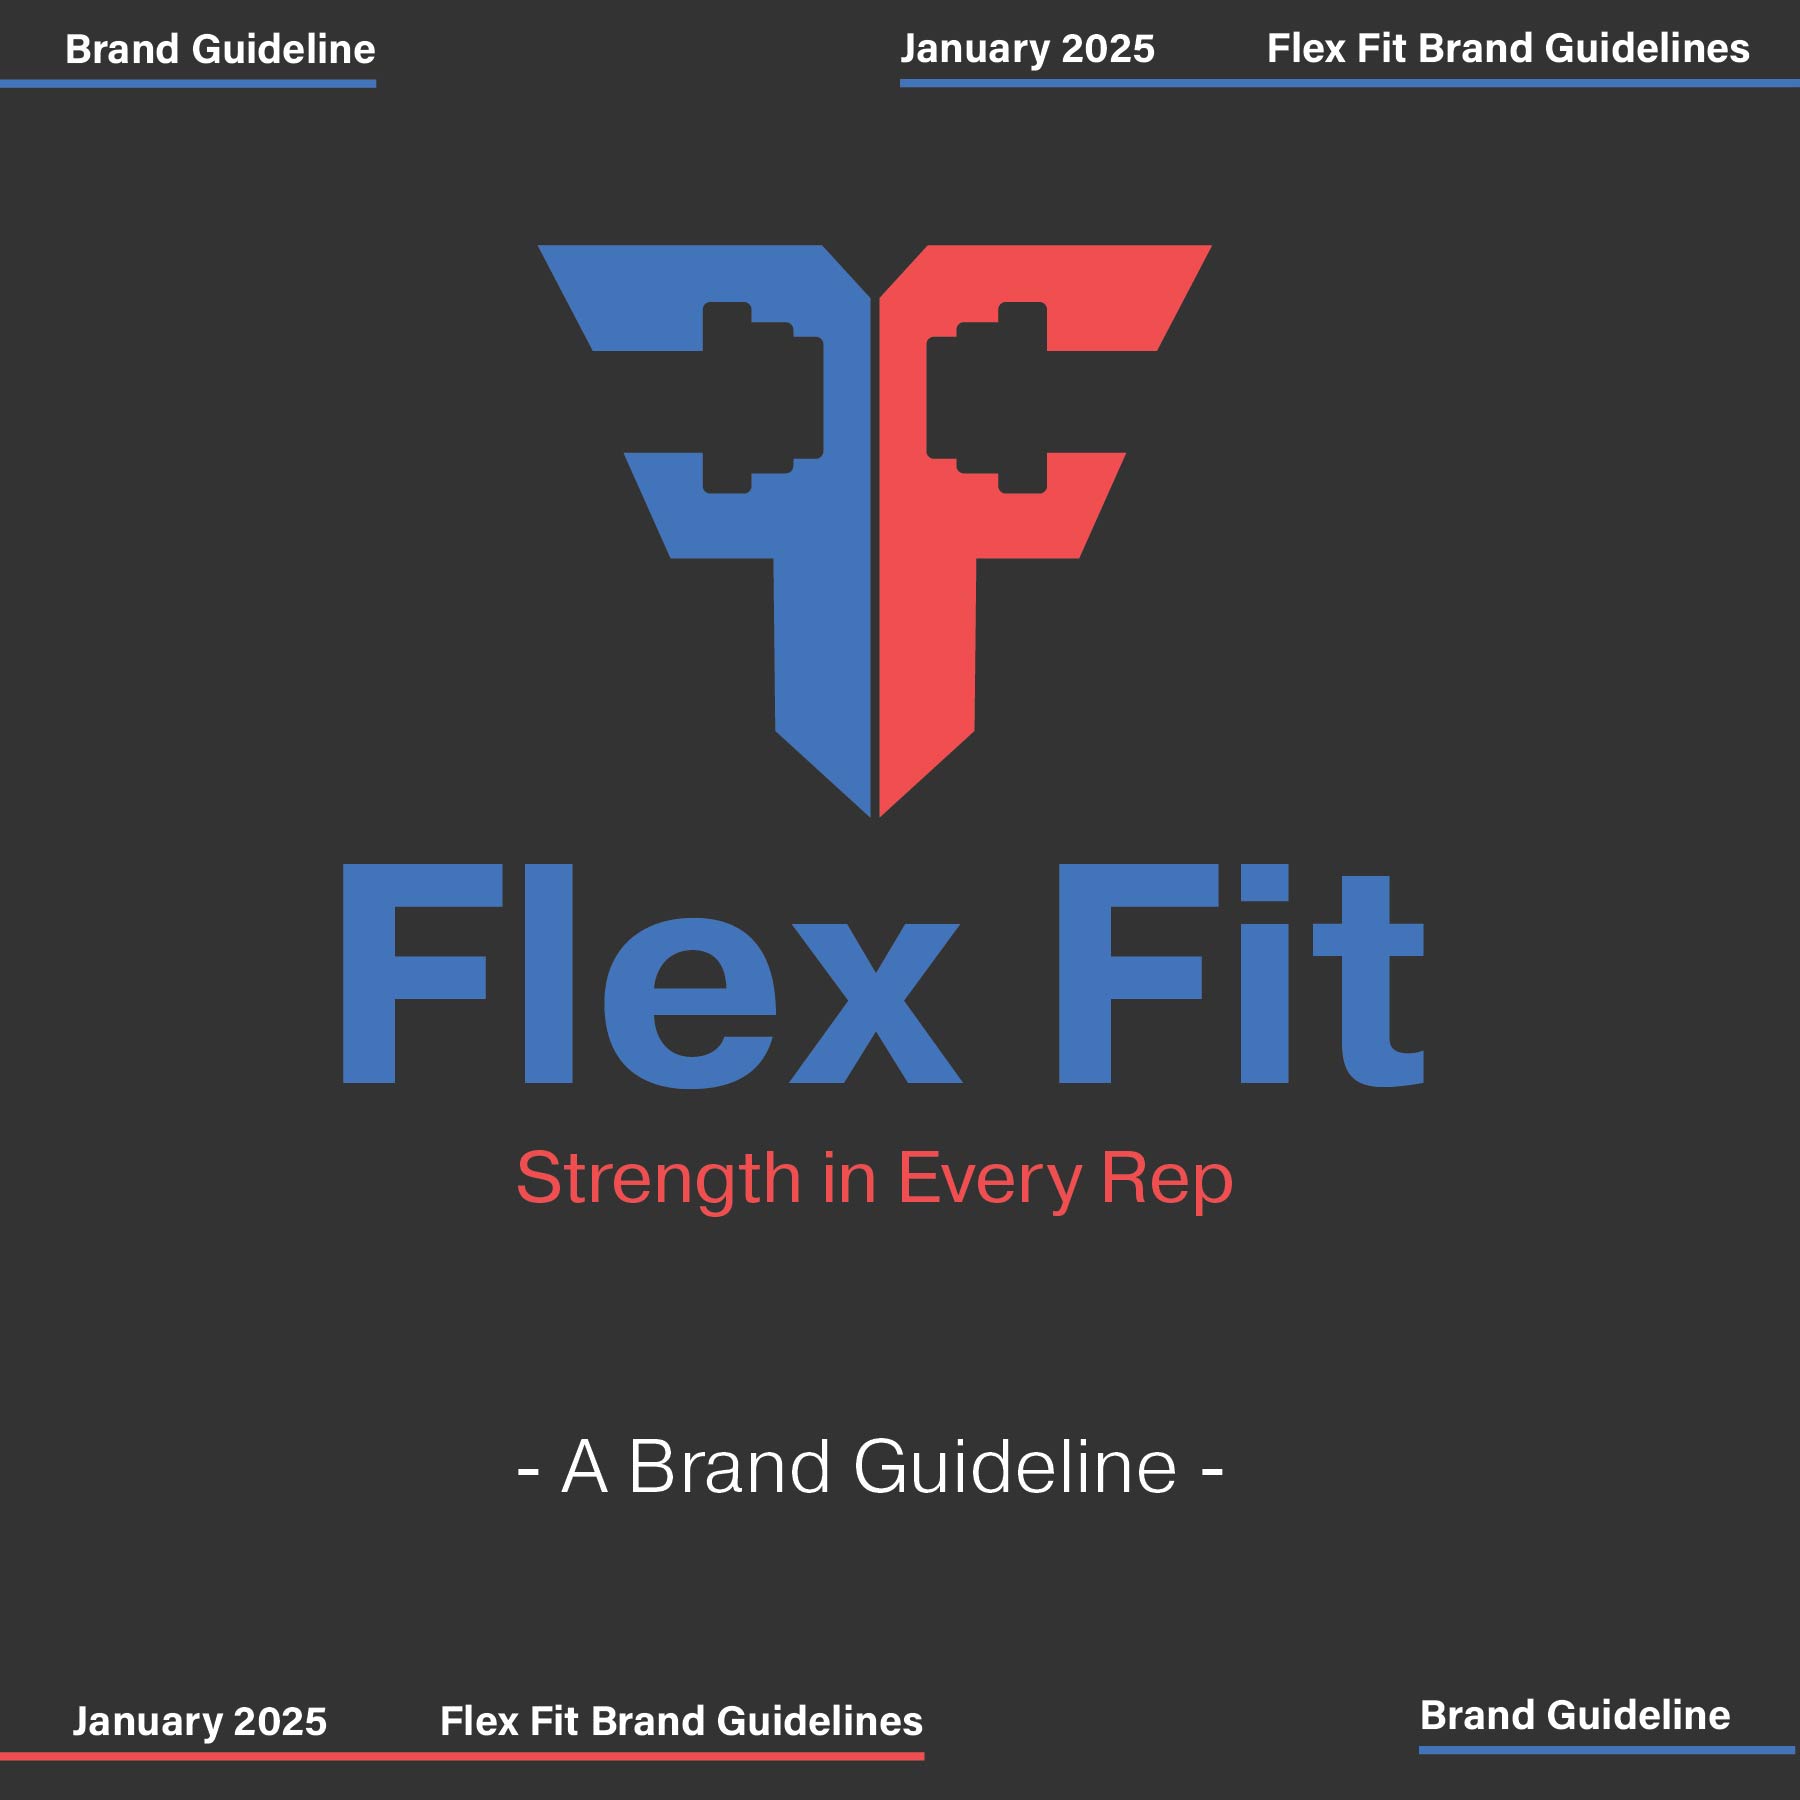 Brand Guideline
January 2025 Flex Fit Brand Guidelines
Flex Fit
Strength in Every Rep
- A Brand Guideline -
January 2025 Flex Fit Brand Guidelines
Brand Guideline